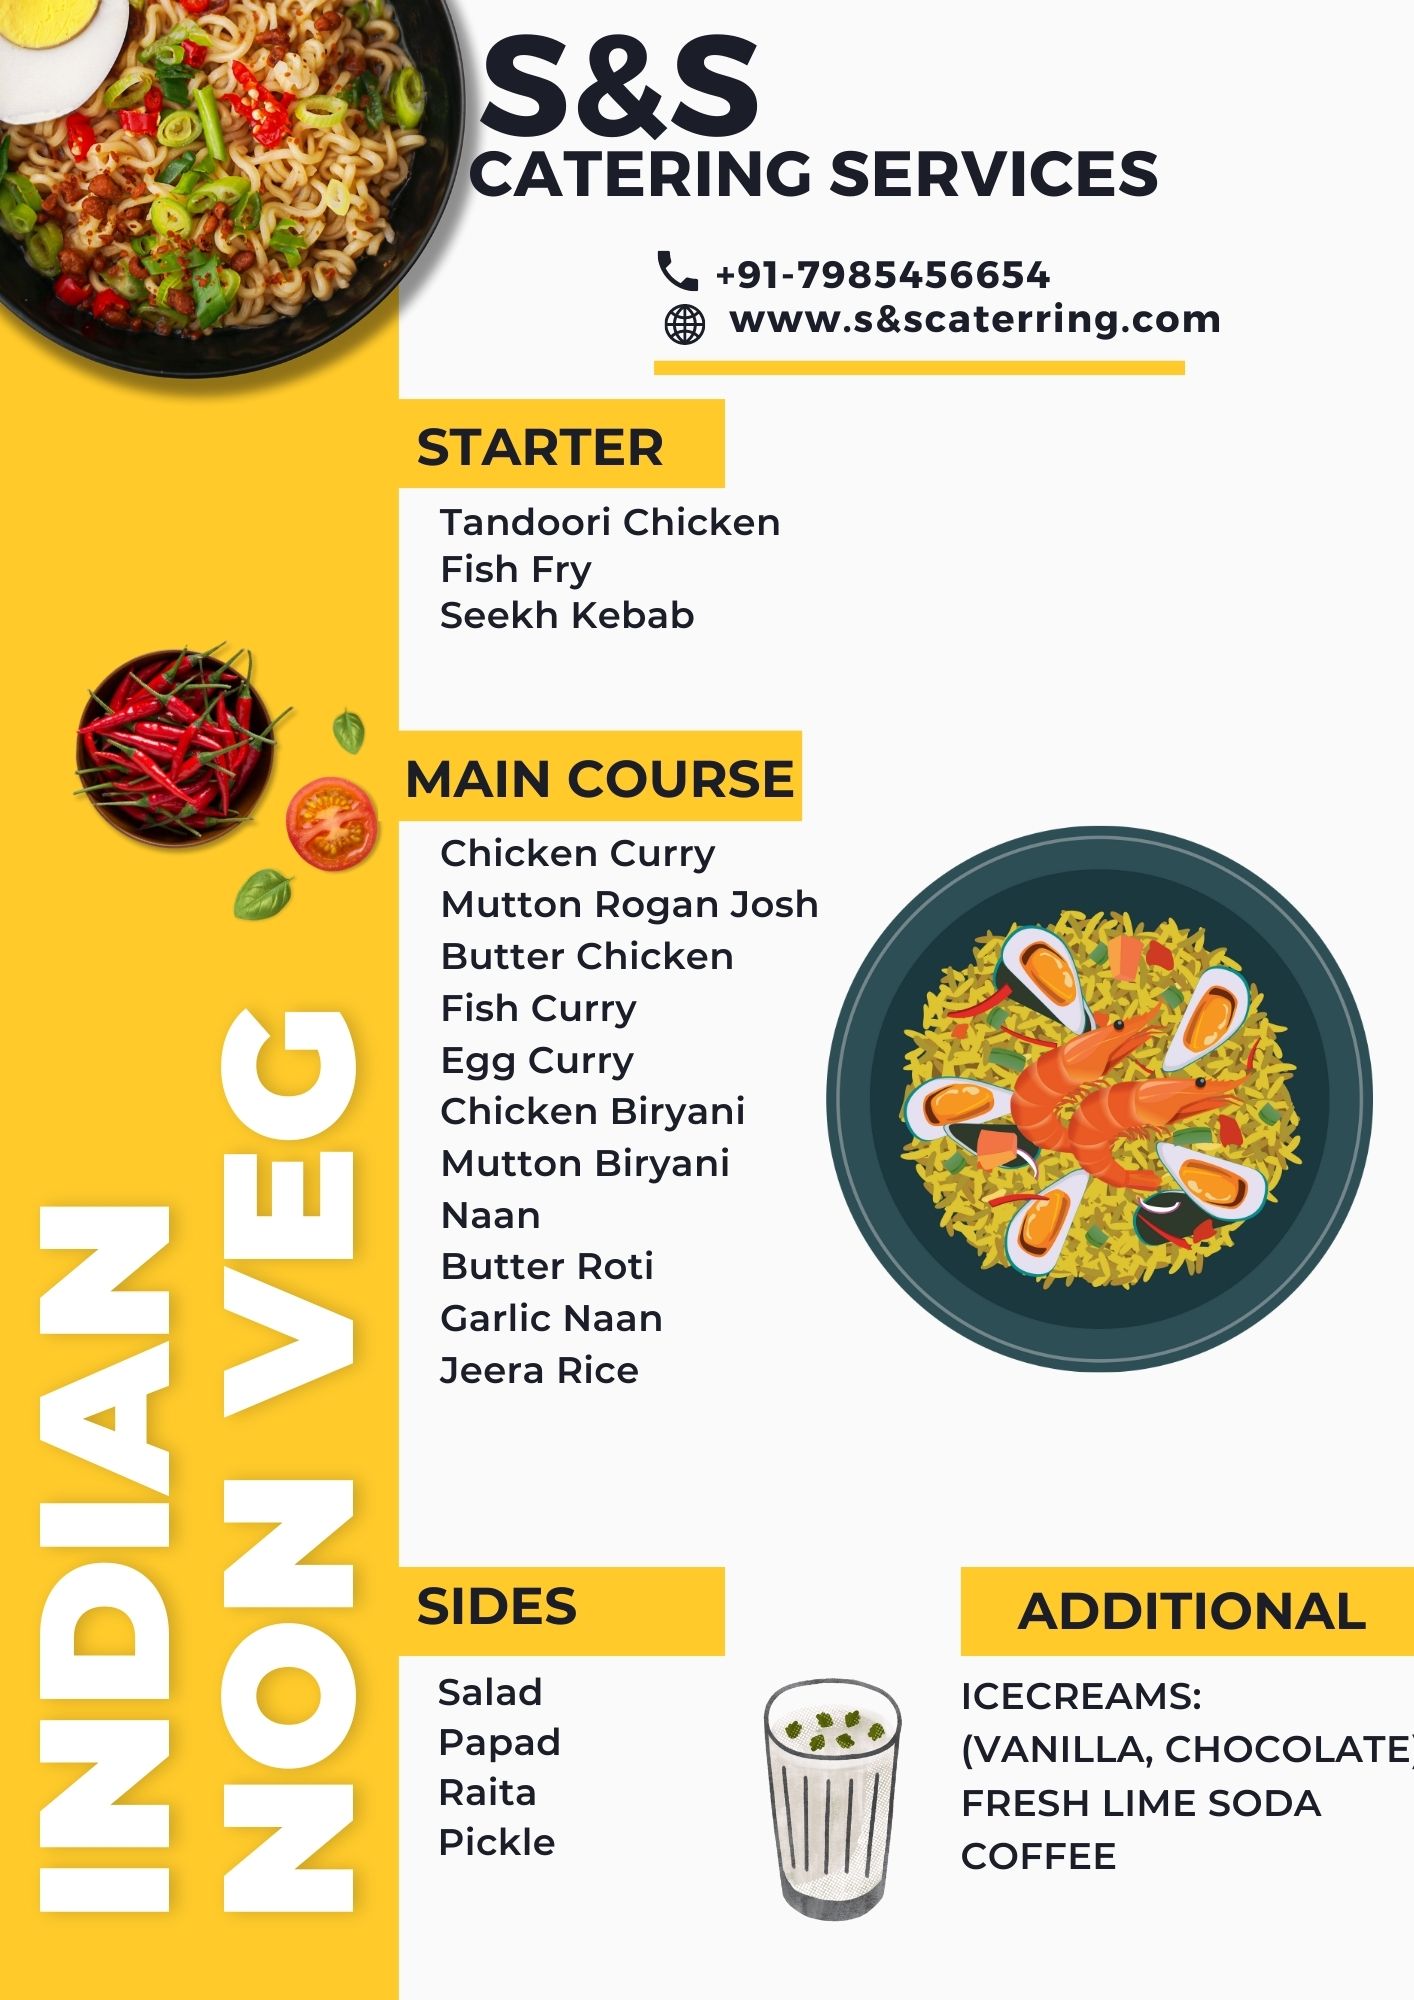 S&S
CATERING SERVICES
+91-7985456654
www.s&scaterring.com
STARTER
Tandoori Chicken
Fish Fry
Seekh Kebab
MAIN COURSE
Chicken Curry
Mutton Rogan Josh
Butter Chicken
Fish Curry
Egg Curry
Chicken Biryani
Mutton Biryani
Naan
Butter Roti
Garlic Naan
Jeera Rice
INDIAN
NON VEG
SIDES
Salad
Papad
Raita
Pickle
ADDITIONAL
ICECREAMS:
(VANILLA, CHOCOLATE)
FRESH LIME SODA
COFFEE